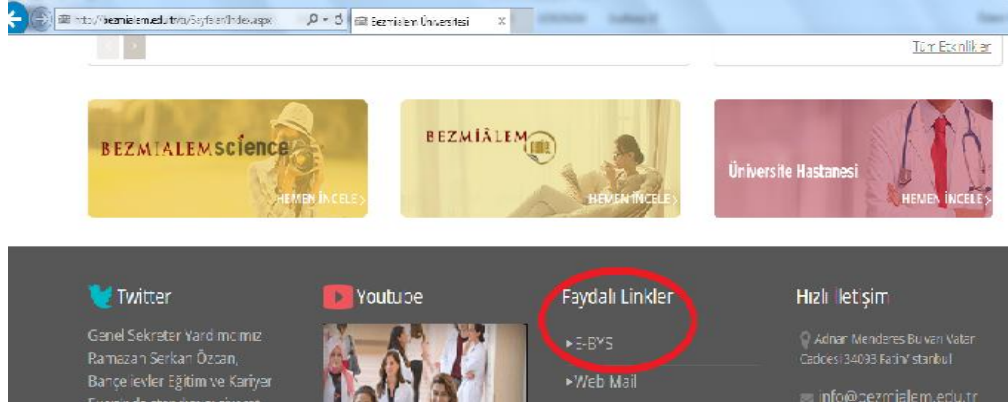 Bezmialem Üniversitesi
Tüm Etkinlikler
BEZMIALEM science
HEMEN İNCELE >
BEZMİÂLEM
HEMEN İNCELE >
Üniversite Hastanesi
HEMEN İNCELE >
Twitter
Genel Sekreter Yardımcımız
Ramazan Serkan Özcan,
Bahçelievler Eğitim ve Kariyer
Youtube
Faydalı Linkler
▸E-BYS
▸Web Mail
Hızlı İletişim
Adnan Menderes Bulvarı Vatan
Caddesi 34093 Fatih/İstanbul
info@bezmialem.edu.tr